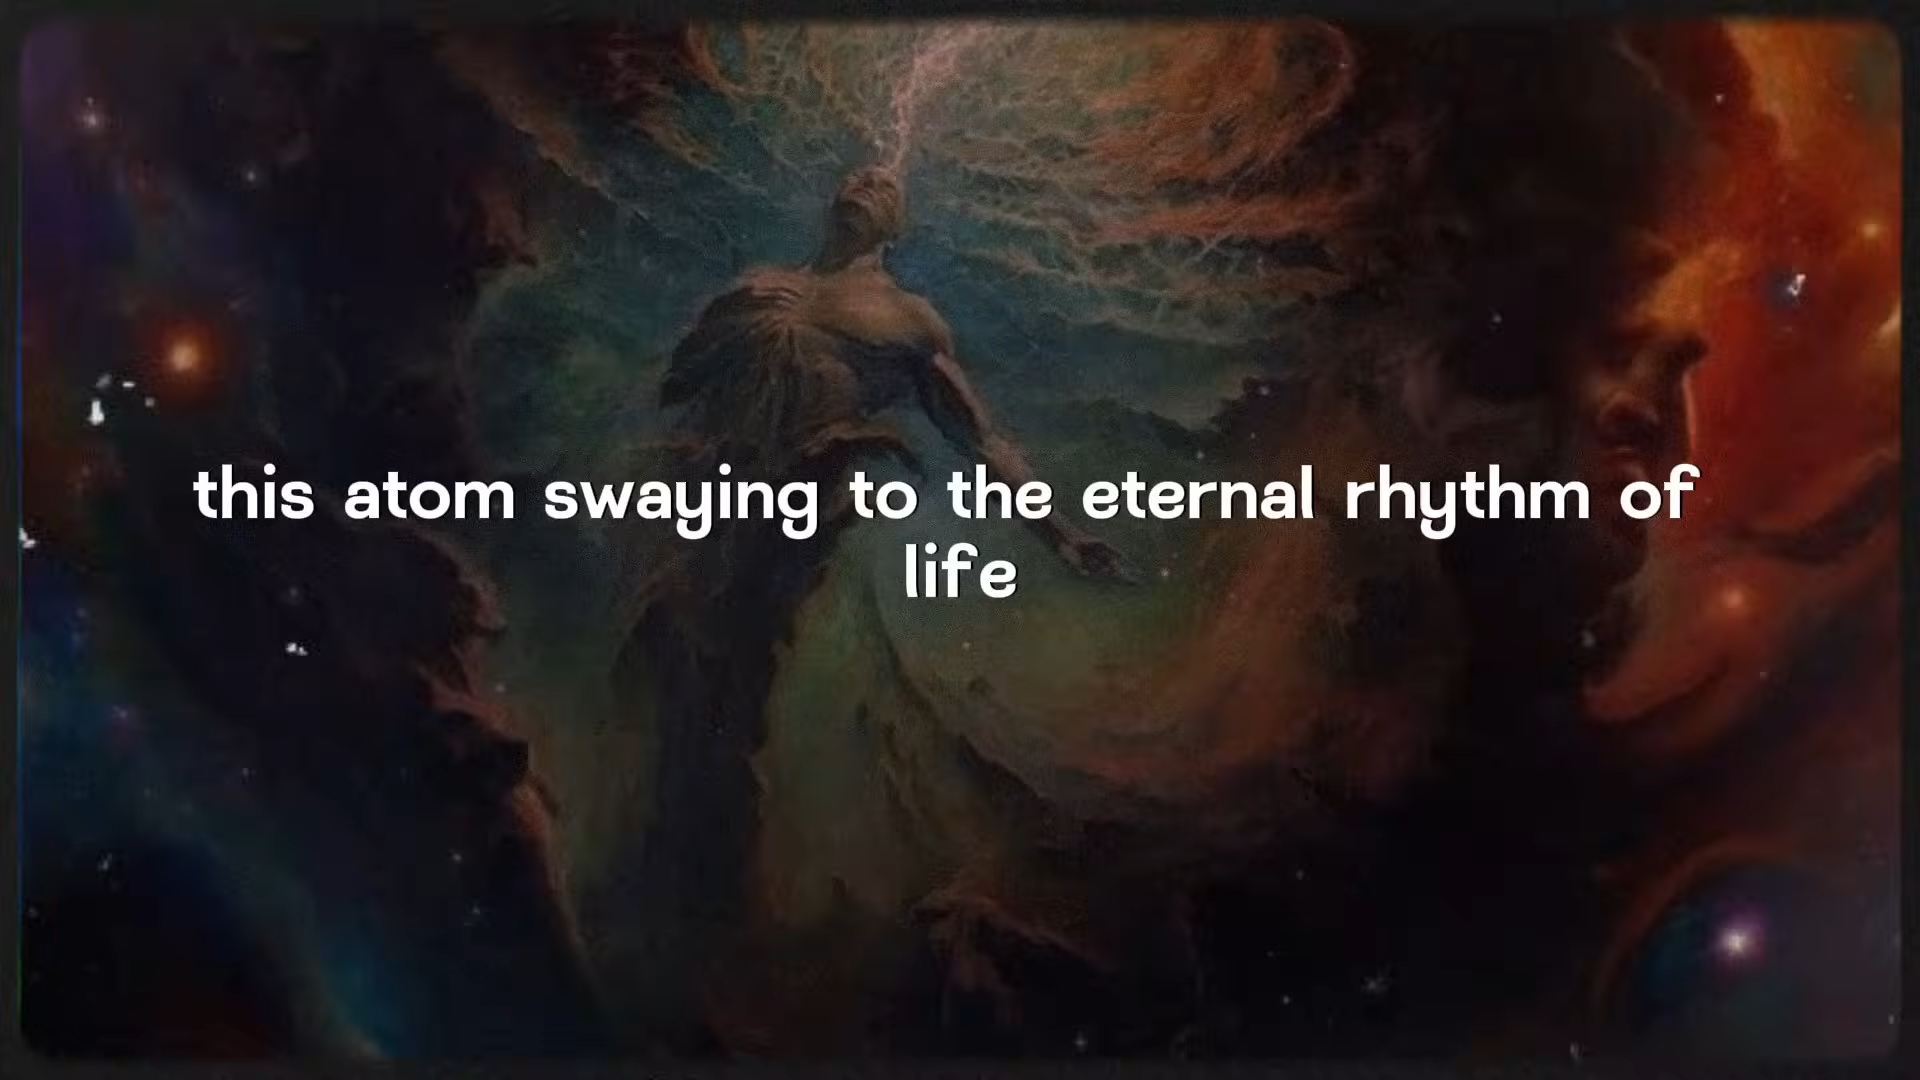 this atom swaying to the eternal rhythm of
life